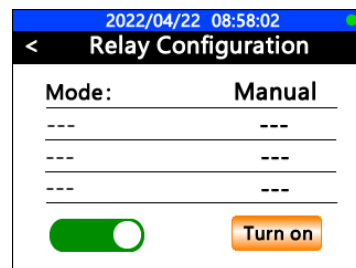 2022/04/22 08:58:02
< Relay Configuration
Mode: Manual
--- ---
--- ---
--- ---
Turn on